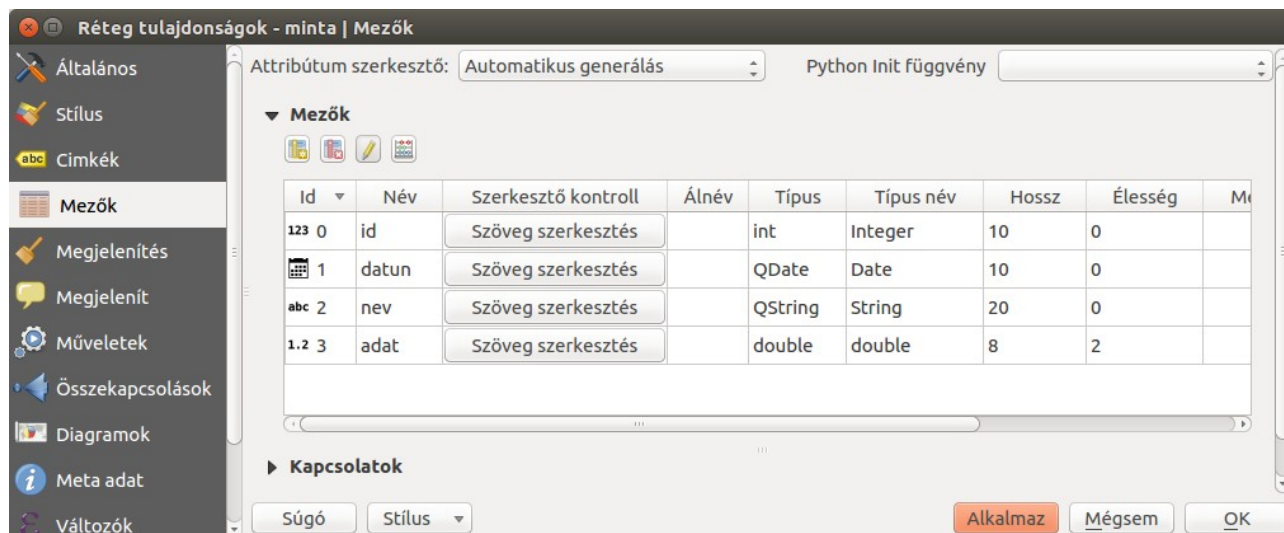 Réteg tulajdonságok - minta | Mezők
Általános
Stílus
abc Cimkék
Mezők
Megjelenítés
Megjelenít
Műveletek
Összekapcsolások
Diagramok
Meta adat
Változók
Attribútum szerkesztő: Automatikus generálás Python Init függvény
Mezők
Id Név Szerkesztő kontroll Álnév Típus Típus név Hossz Élesség
123 0 id Szöveg szerkesztés int Integer 10 0
1 datun Szöveg szerkesztés QDate Date 10 0
abc 2 nev Szöveg szerkesztés QString String 20 0
1.2 3 adat Szöveg szerkesztés double double 8 2
Kapcsolatok
Súgó Stílus Alkalmaz Mégsem OK